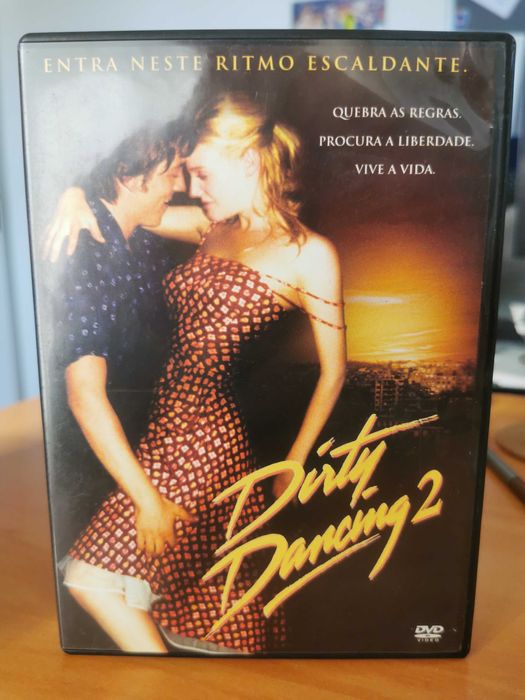 ENTRA NESTE RITMO ESCALDANTE.
QUEBRA AS REGRAS.
PROCURA A LIBERDADE.
VIVE A VIDA.
Dirty
Dancing 2
DVD
VIDEO